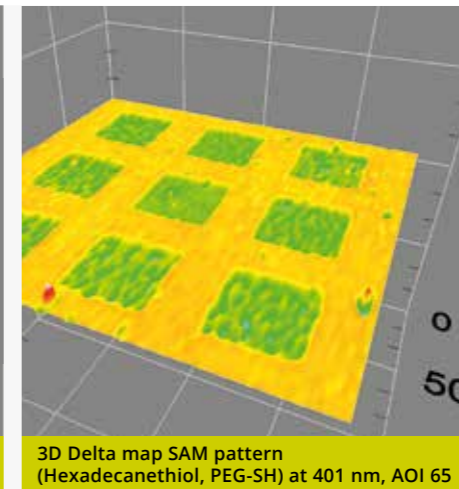 0
50
3D Delta map SAM pattern
(Hexadecanethiol, PEG-SH) at 401 nm, AOI 65